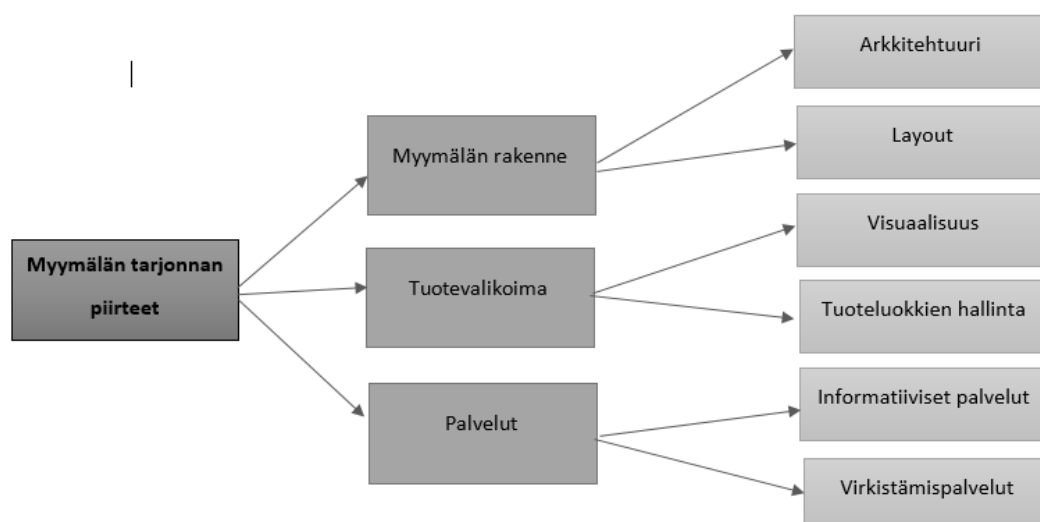 Myymälän tarjonnan
piirteet
Myymälän rakenne
Tuotevalikoima
Palvelut
Arkkitehtuuri
Layout
Visuaalisuus
Tuoteluokkien hallinta
Informatiiviset palvelut
Virkistämispalvelut